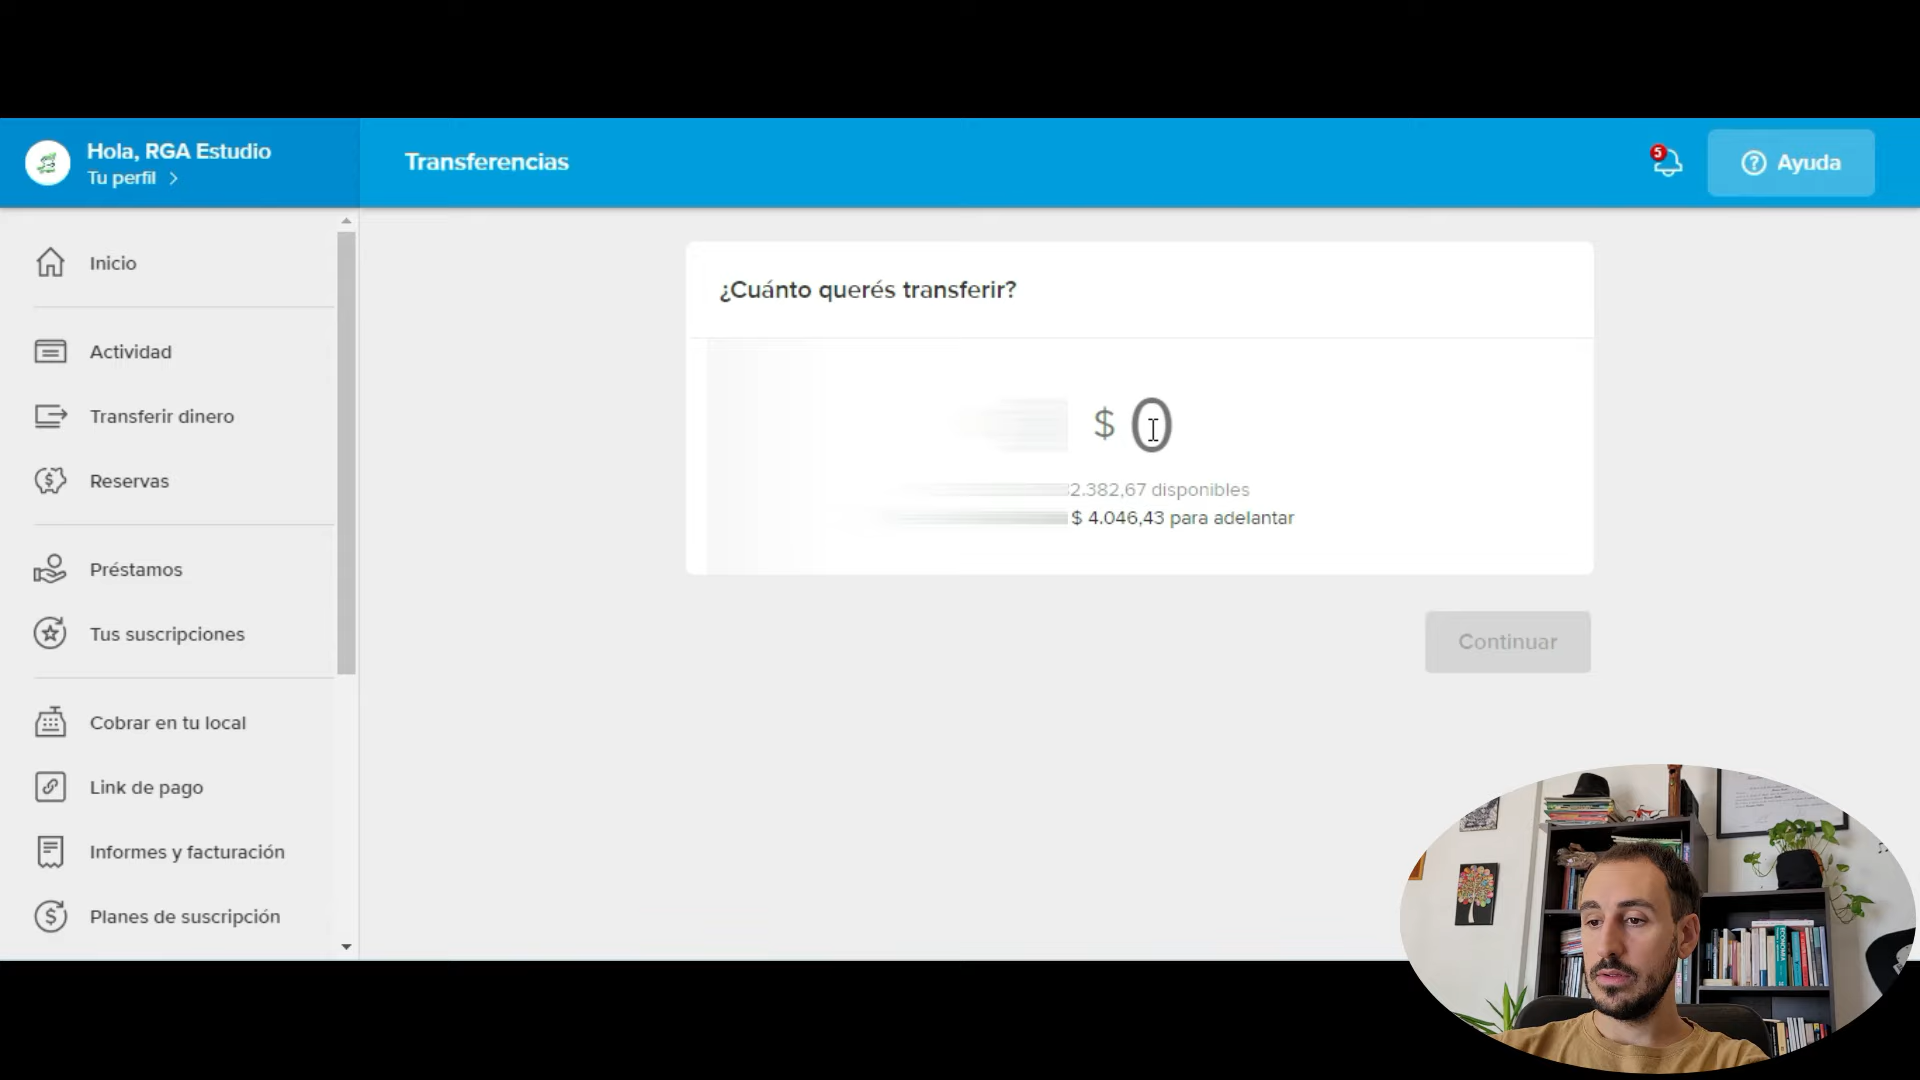 Hola, RGA Estudio
Tu perfil
Transferencias
5
Ayuda
Inicio
Actividad
Transferir dinero
Reservas
Préstamos
Tus suscripciones
Cobrar en tu local
Link de pago
Informes y facturación
Planes de suscripción
¿Cuánto querés transferir?
$ 0
2.382,67 disponibles
$ 4.046,43 para adelantar
Continuar
ECONOMIA